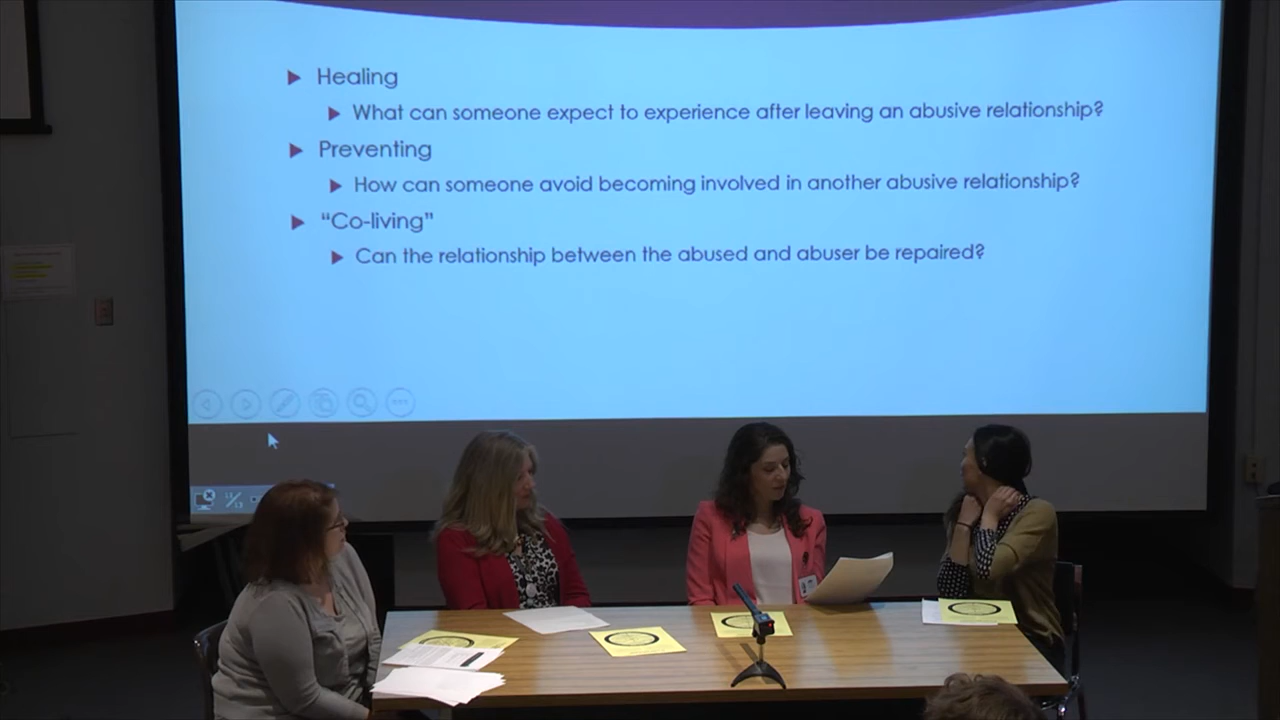 Healing
What can someone expect to experience after leaving an abusive relationship?
Preventing
How can someone avoid becoming involved in another abusive relationship?
“Co-living”
Can the relationship between the abused and abuser be repaired?